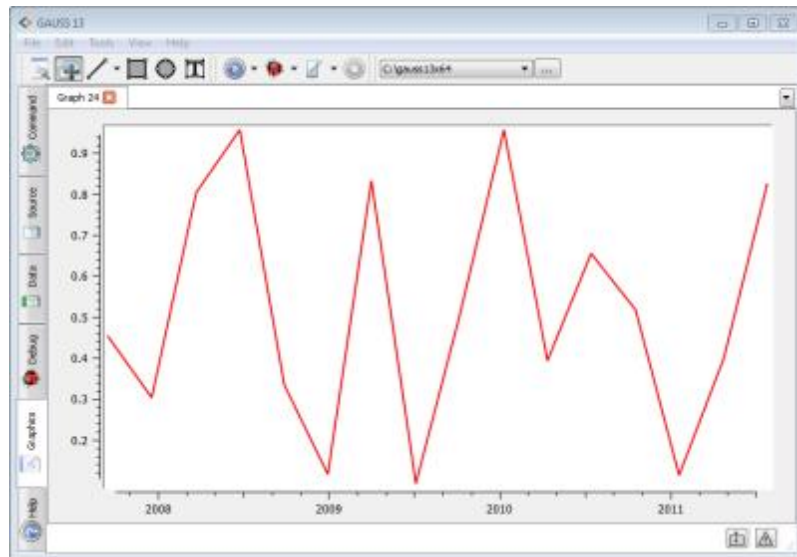 GAUSS 13
File Edit Tools View Help
C:\gauss13x64
...
Graph 24
Command
Source
Data
Debug
Graphics
Help
0.9
0.8
0.7
0.6
0.5
0.4
0.3
0.2
2008 2009 2010 2011